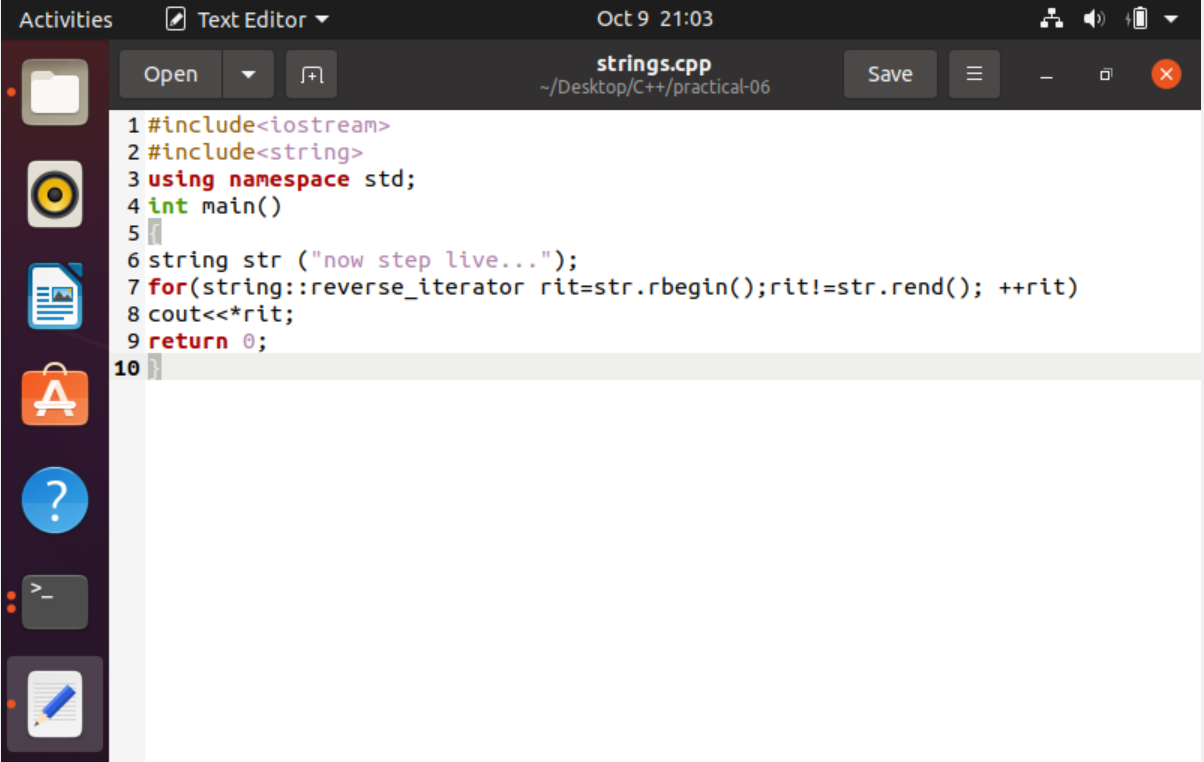 Activities Text Editor Oct 9 21:03
Open strings.cpp Save
~/Desktop/C++/practical-06
1 #include<iostream>
2 #include<string>
3 using namespace std;
4 int main()
5 {
6 string str ("now step live...");
7 for(string::reverse_iterator rit=str.rbegin();rit!=str.rend(); ++rit)
8 cout<<*rit;
9 return 0;
10 }
A
?
>_